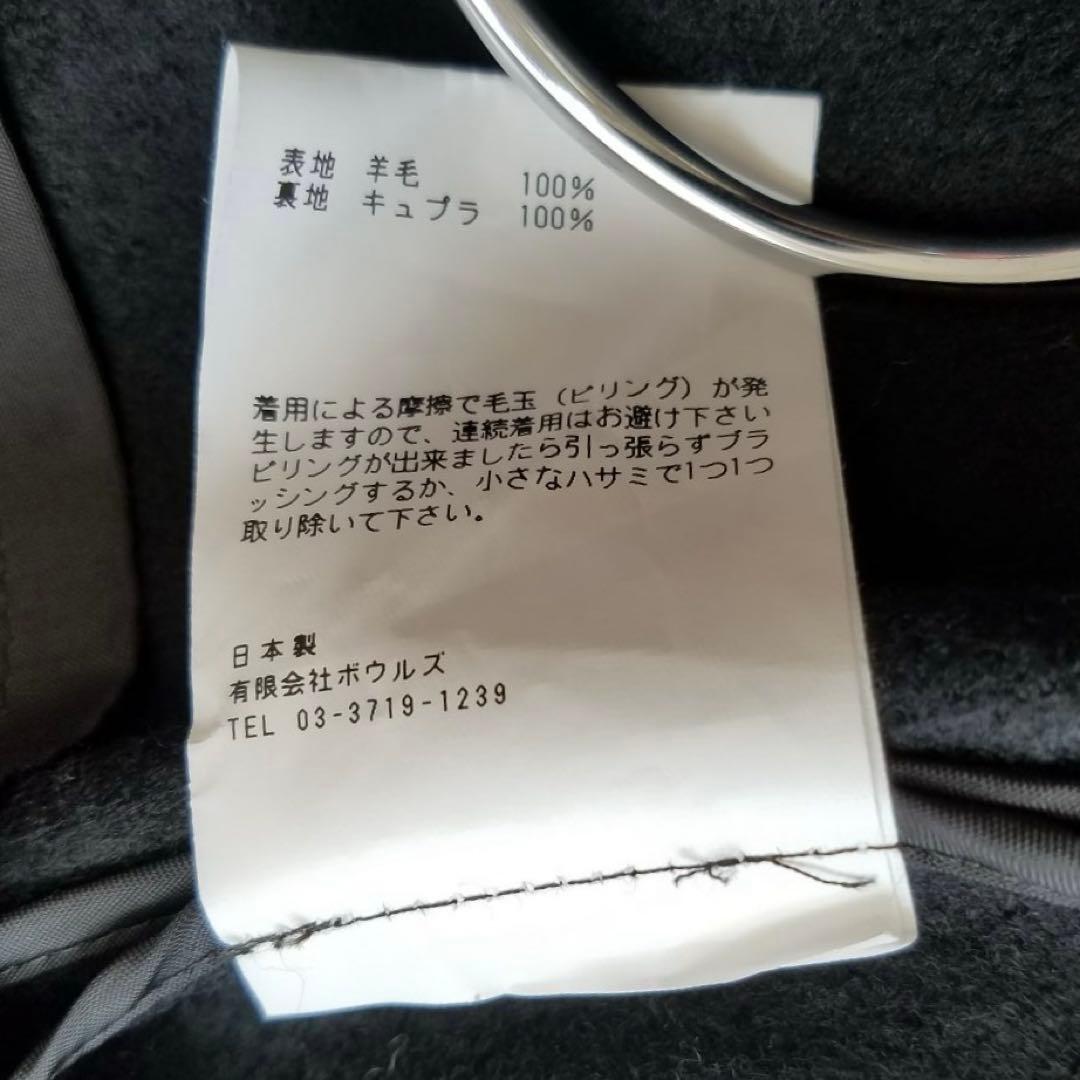 表地 羊毛 100%
裏地 キュプラ 100%
着用による摩擦で毛玉（ピリング）が発
生しますので、連続着用はお避け下さい
ピリングが出来ましたら引っ張らずブラ
ッシングするか、小さなハサミで1つ1つ
取り除いて下さい。
日本製
有限会社ボウルズ
TEL 03-3719-1239